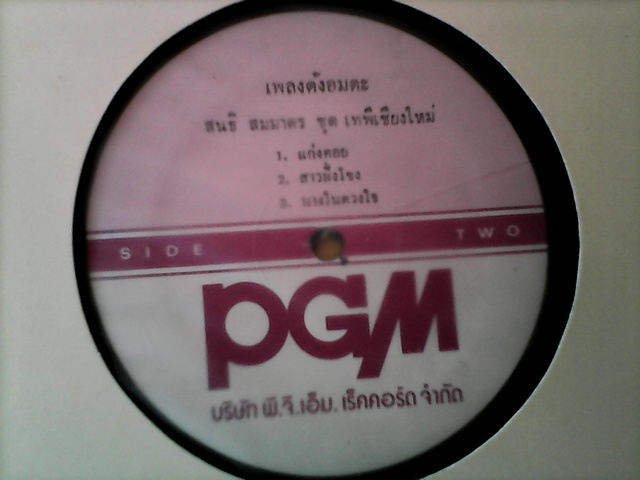 เพลงดังอมตะ
สนธิ สมมาตร ชุด เทพีเชียงใหม่
1. แก่งคอย
2. สาวฝั่งโขง
3. นางในดวงใจ
SIDE TWO
PGM
บริษัท พี.จี.เอ็ม. เร็คคอร์ด จำกัด